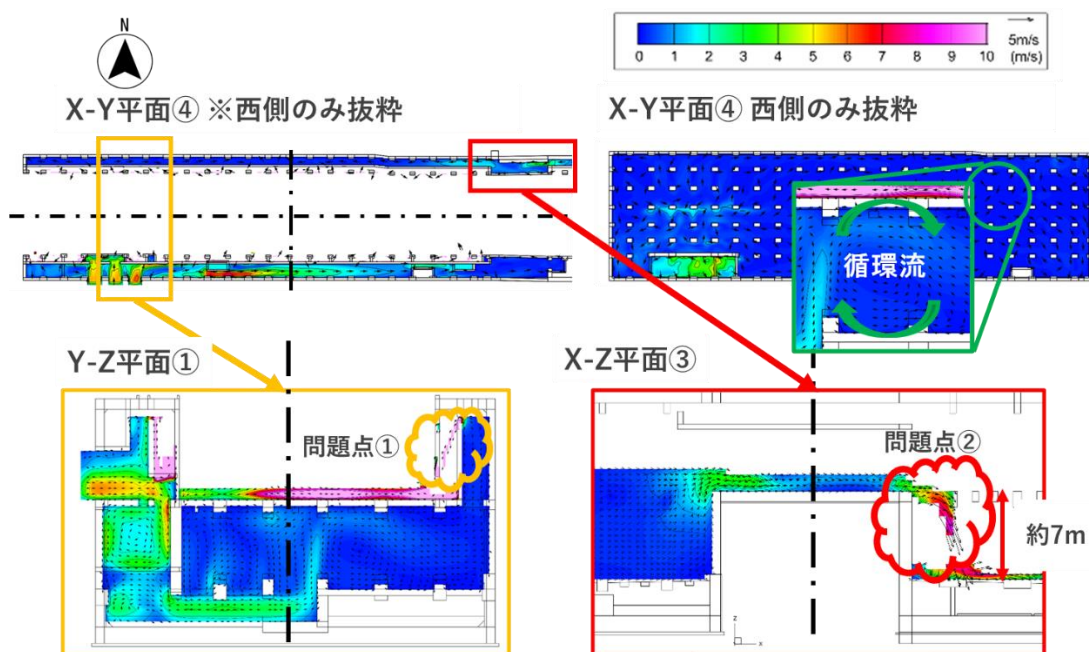 N
5m/s
0 1 2 3 4 5 6 7 8 9 10 (m/s)
X-Y平面④ ※西側のみ抜粋
X-Y平面④ 西側のみ抜粋
循環流
Y-Z平面①
X-Z平面③
問題点①
問題点②
約7m
z
x